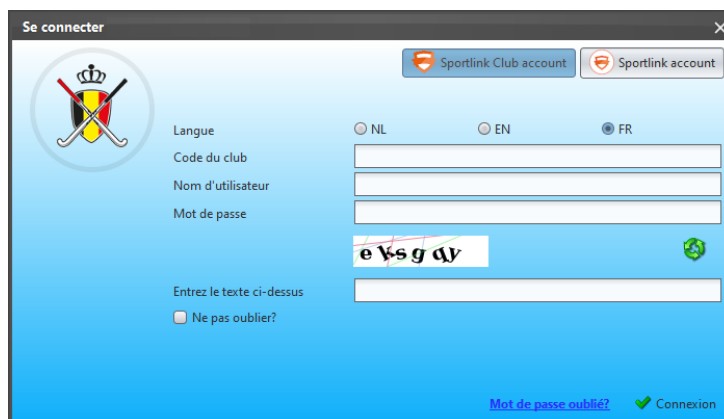 Se connecter
Sportlink Club account
Sportlink account
Langue
NL
EN
FR
Code du club
Nom d'utilisateur
Mot de passe
eksgqy
Entrez le texte ci-dessus
Ne pas oublier?
Mot de passe oublié?
Connexion